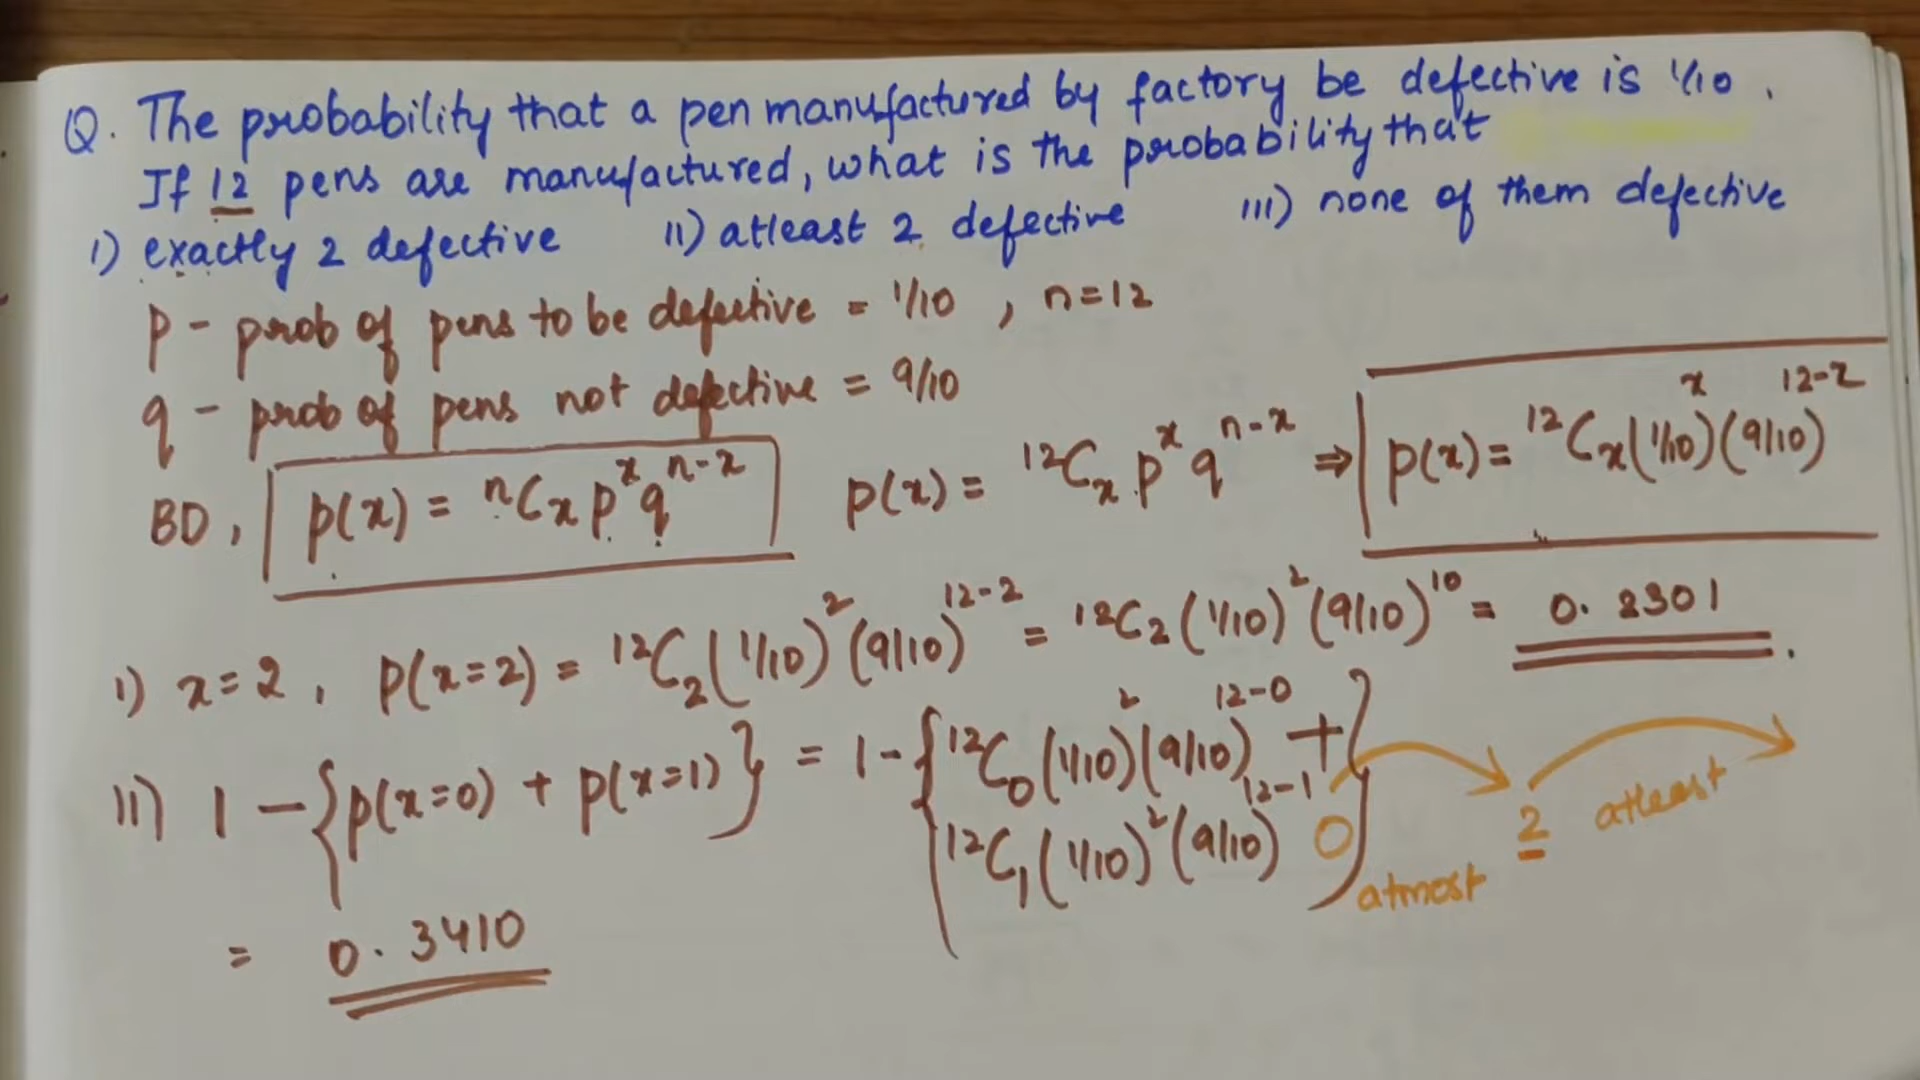 Q. The probability that a pen manufactured by factory be defective is 1/10.
If 12 pens are manufactured, what is the probability that
i) exactly 2 defective ii) atleast 2 defective iii) none of them defective
p - prob of pens to be defective = 1/10 , n=12
q - prob of pens not defective = 9/10
BD, p(x) = ⁿCₓ pˣ qⁿ⁻ˣ p(x) = ¹²Cₓ pˣ qⁿ⁻ˣ ⇒ p(x) = ¹²Cₓ (1/10)ˣ (9/10)¹²⁻ˣ
i) x=2, p(x=2) = ¹²C₂ (1/10)² (9/10)¹²⁻² = ¹²C₂ (1/10)² (9/10)¹⁰ = 0.2301.
ii) 1 - {p(x=0) + p(x=1)} = 1 - {¹²C₀ (1/10)² (9/10)¹²⁻⁰ +
¹²C₁ (1/10)² (9/10)¹²⁻¹} 0 atmost 2 atleast
= 0.3410